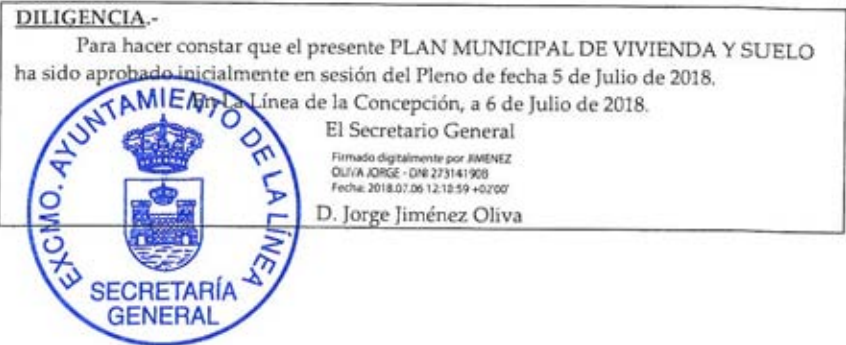 DILIGENCIA.-
Para hacer constar que el presente PLAN MUNICIPAL DE VIVIENDA Y SUELO
ha sido aprobado inicialmente en sesión del Pleno de fecha 5 de Julio de 2018.
En La Línea de la Concepción, a 6 de Julio de 2018.
El Secretario General
Firmado digitalmente por JIMENEZ
OLIVA JORGE - DNI 27314190B
Fecha: 2018.07.06 12:18:59 +02'00'
D. Jorge Jiménez Oliva
EXCMO. AYUNTAMIENTO DE LA LÍNEA
SECRETARÍA
GENERAL